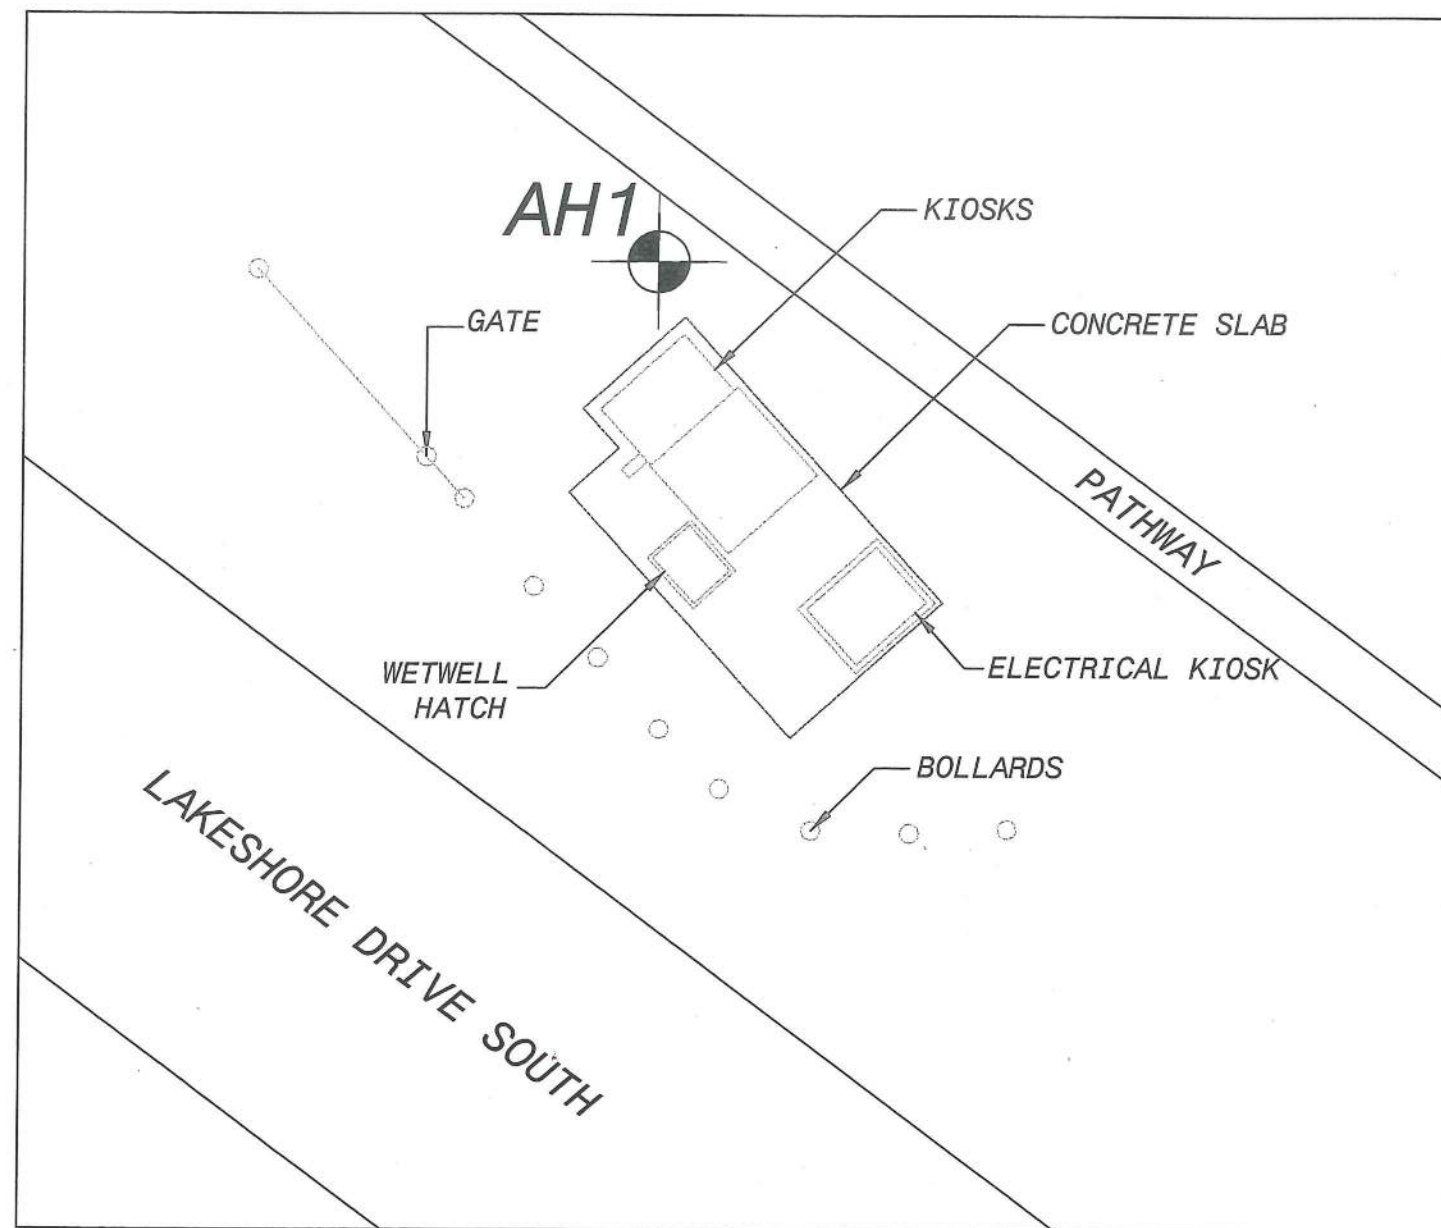 AH1
KIOSKS
GATE
CONCRETE SLAB
PATHWAY
WETWELL
HATCH
ELECTRICAL KIOSK
BOLLARDS
LAKESHORE DRIVE SOUTH